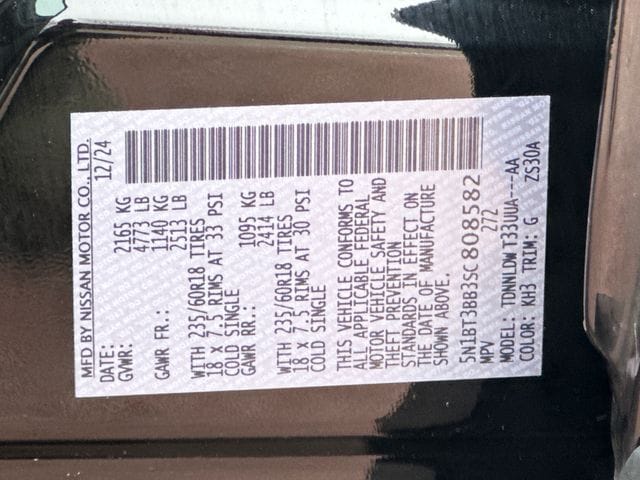 MFD BY NISSAN MOTOR CO., LTD.
DATE: 12/24
GVWR: 2165 KG
4773 LB
GAWR FR.: 1140 KG
2513 LB
WITH 235/60R18 TIRES
18 x 7.5 RIMS AT 33 PSI
COLD SINGLE
GAWR RR.: 1095 KG
2414 LB
WITH 235/60R18 TIRES
18 x 7.5 RIMS AT 30 PSI
COLD SINGLE
THIS VEHICLE CONFORMS TO
ALL APPLICABLE FEDERAL
MOTOR VEHICLE SAFETY AND
THEFT PREVENTION
STANDARDS IN EFFECT ON
THE DATE OF MANUFACTURE
SHOWN ABOVE.
5N1BT3BB3SC808582
MPV 272
MODEL: TDNNLDW T33UUA---AA
COLOR: KH3 TRIM: G ZS30A